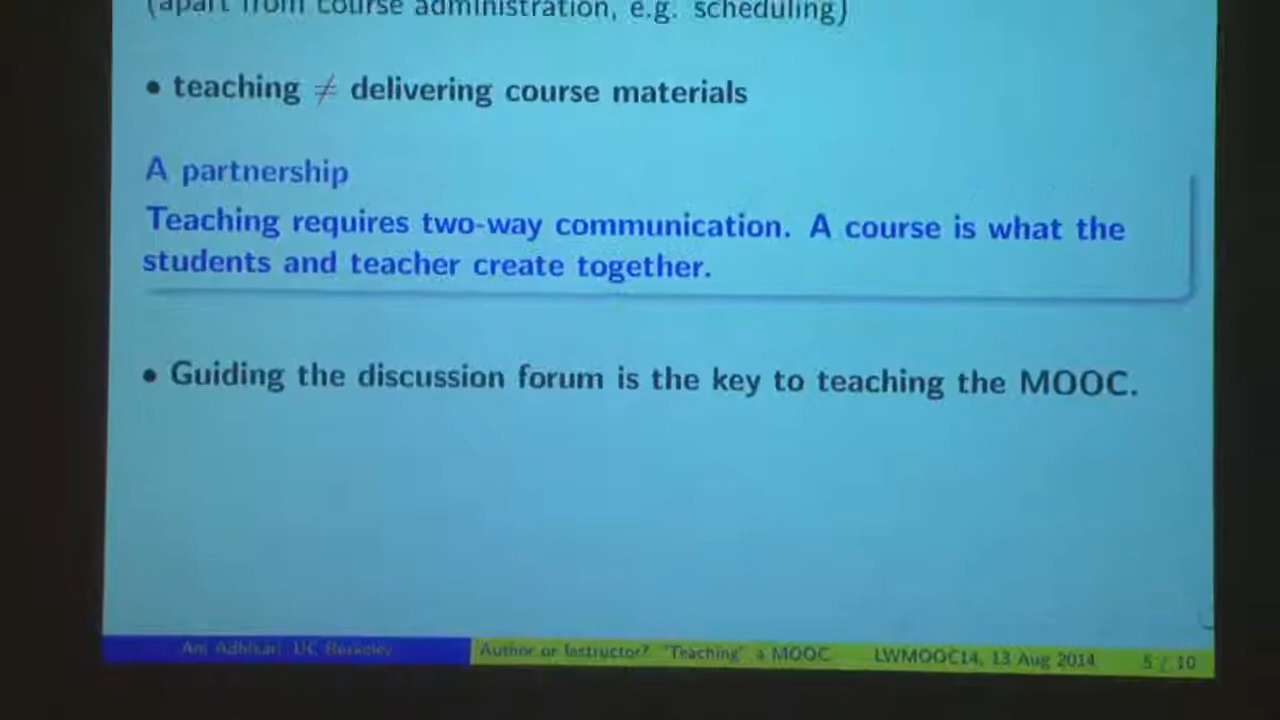 (apart from course administration, e.g. scheduling)
• teaching ≠ delivering course materials
A partnership
Teaching requires two-way communication. A course is what the
students and teacher create together.
• Guiding the discussion forum is the key to teaching the MOOC.
Ani Adhikari, UC Berkeley
Author or Instructor? 'Teaching' a MOOC
LWMOOC14, 13 Aug 2014
5 / 10